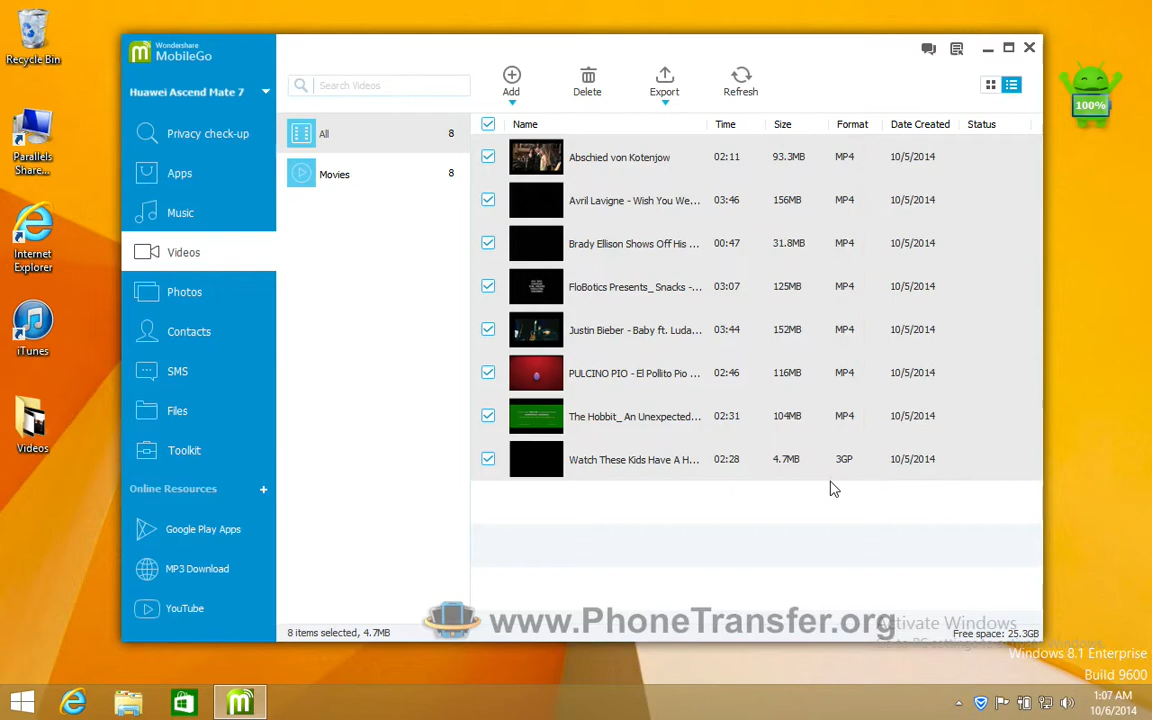 Recycle Bin
Parallels
Share...
Internet
Explorer
iTunes
Videos
Wondershare
MobileGo
Huawei Ascend Mate 7
Privacy check-up
Apps
Music
Videos
Photos
Contacts
SMS
Files
Toolkit
Online Resources +
Google Play Apps
MP3 Download
YouTube
Search Videos
Add
Delete
Export
Refresh
All 8
Movies 8
Name Time Size Format Date Created Status
Abschied von Kotenjow 02:11 93.3MB MP4 10/5/2014
Avril Lavigne - Wish You We... 03:46 156MB MP4 10/5/2014
Brady Ellison Shows Off His ... 00:47 31.8MB MP4 10/5/2014
FloBotics Presents_ Snacks -... 03:07 125MB MP4 10/5/2014
Justin Bieber - Baby ft. Luda... 03:44 152MB MP4 10/5/2014
PULCINO PIO - El Pollito Pio ... 02:46 116MB MP4 10/5/2014
The Hobbit_ An Unexpected... 02:31 104MB MP4 10/5/2014
Watch These Kids Have A H... 02:28 4.7MB 3GP 10/5/2014
8 items selected, 4.7MB
www.PhoneTransfer.org
Activate Windows
Free space: 25.3GB
100%
Windows 8.1 Enterprise
Build 9600
1:07 AM
10/6/2014